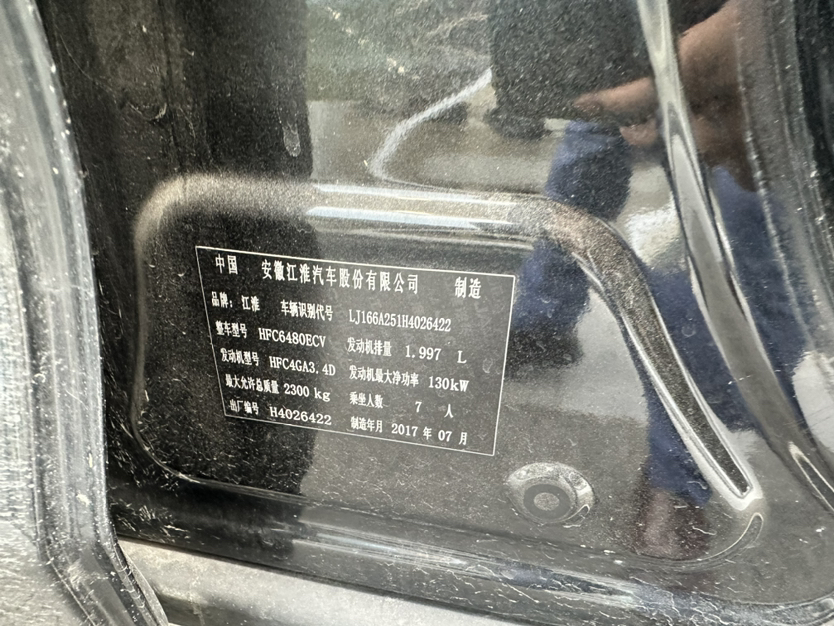 中国 安徽江淮汽车股份有限公司 制造
品牌: 江淮 车辆识别代号 LJ166A251H4026422
整车型号 HFC6480ECV 发动机排量 1.997 L
发动机型号 HFC4GA3.4D 发动机最大净功率 130kW
最大允许总质量 2300 kg 乘坐人数 7 人
出厂编号 H4026422 制造年月 2017 年 07 月